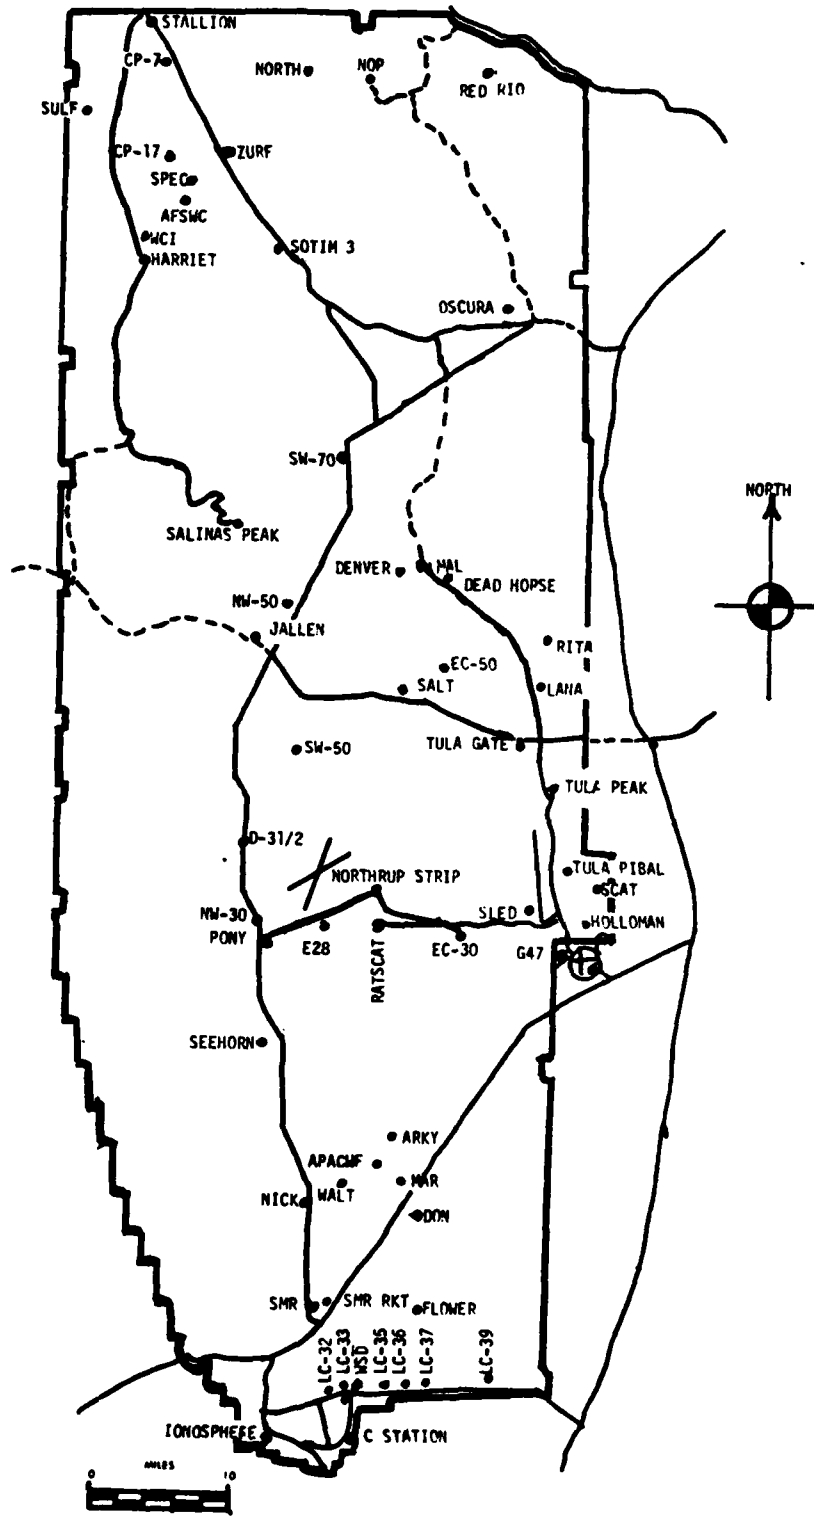 STALLION
CP-7
NORTH
NOP
RED RIO
SULF
CP-17
ZURF
SPEC
AFSWC
WCI
HARRIET
SOTIM 3
OSCURA
SW-70
NORTH
SALINAS PEAK
DENVER
MAL
DEAD HOPSE
NW-50
JALLEN
RITA
EC-50
SALT
LANA
TULA GATE
SW-50
TULA PEAK
D-31/2
NORTHRUP STRIP
TULA PIBAL
SCAT
NW-30
SLED
HOLLOMAN
PONY
E28
RATSCAT
EC-30
G47
SEEHORN
ARKY
APACWF
MAR
NICK
WALT
DON
SMR
SMR RKT
FLOWER
LC-32
LC-33
WSD
LC-35
LC-36
LC-37
LC-39
IONOSPHERE
C STATION
0 MILES 10